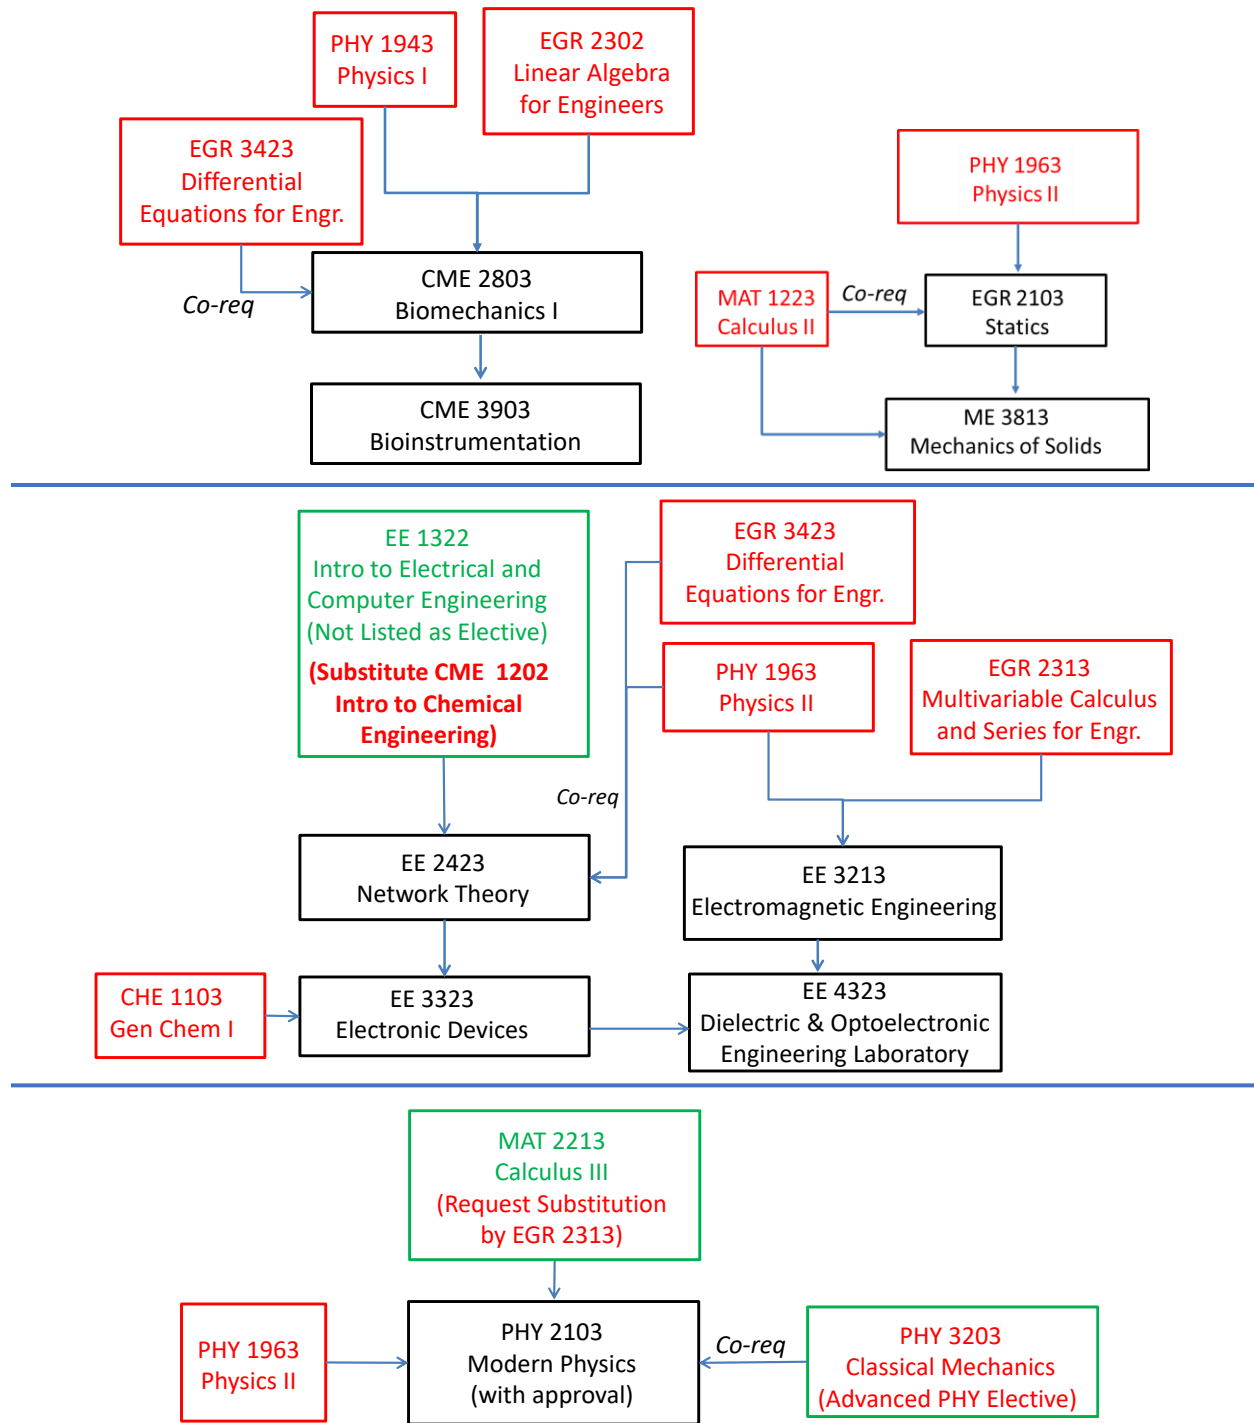 PHY 1943
Physics I
EGR 2302
Linear Algebra
for Engineers
EGR 3423
Differential
Equations for Engr.
Co-req
CME 2803
Biomechanics I
CME 3903
Bioinstrumentation
PHY 1963
Physics II
MAT 1223
Calculus II
Co-req
EGR 2103
Statics
ME 3813
Mechanics of Solids
EE 1322
Intro to Electrical and
Computer Engineering
(Not Listed as Elective)
(Substitute CME 1202
Intro to Chemical
Engineering)
EGR 3423
Differential
Equations for Engr.
PHY 1963
Physics II
EGR 2313
Multivariable Calculus
and Series for Engr.
Co-req
EE 2423
Network Theory
EE 3213
Electromagnetic Engineering
CHE 1103
Gen Chem I
EE 3323
Electronic Devices
EE 4323
Dielectric & Optoelectronic
Engineering Laboratory
MAT 2213
Calculus III
(Request Substitution
by EGR 2313)
PHY 1963
Physics II
PHY 2103
Modern Physics
(with approval)
Co-req
PHY 3203
Classical Mechanics
(Advanced PHY Elective)